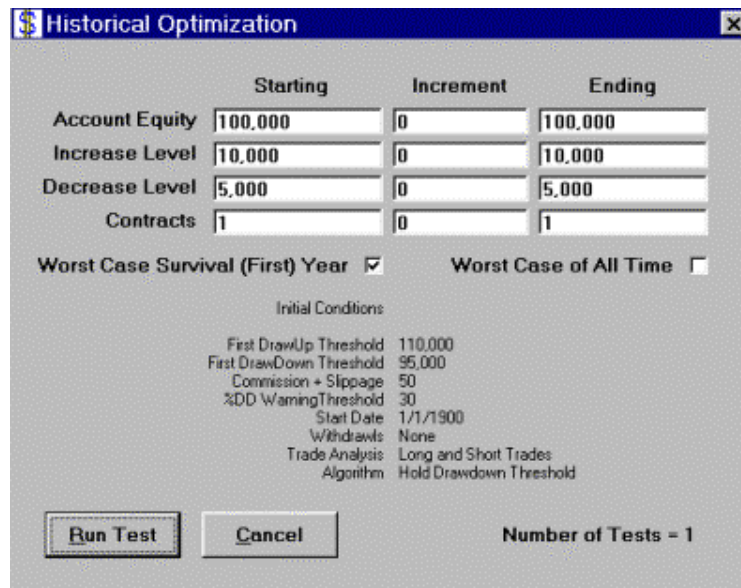 Historical Optimization
Starting Increment Ending
Account Equity 100,000 0 100,000
Increase Level 10,000 0 10,000
Decrease Level 5,000 0 5,000
Contracts 1 0 1
Worst Case Survival (First) Year Worst Case of All Time
Initial Conditions
First DrawUp Threshold 110,000
First DrawDown Threshold 95,000
Commission + Slippage 50
%DD WarningThreshold 30
Start Date 1/1/1900
Withdrawls None
Trade Analysis Long and Short Trades
Algorithm Hold Drawdown Threshold
Run Test Cancel Number of Tests = 1